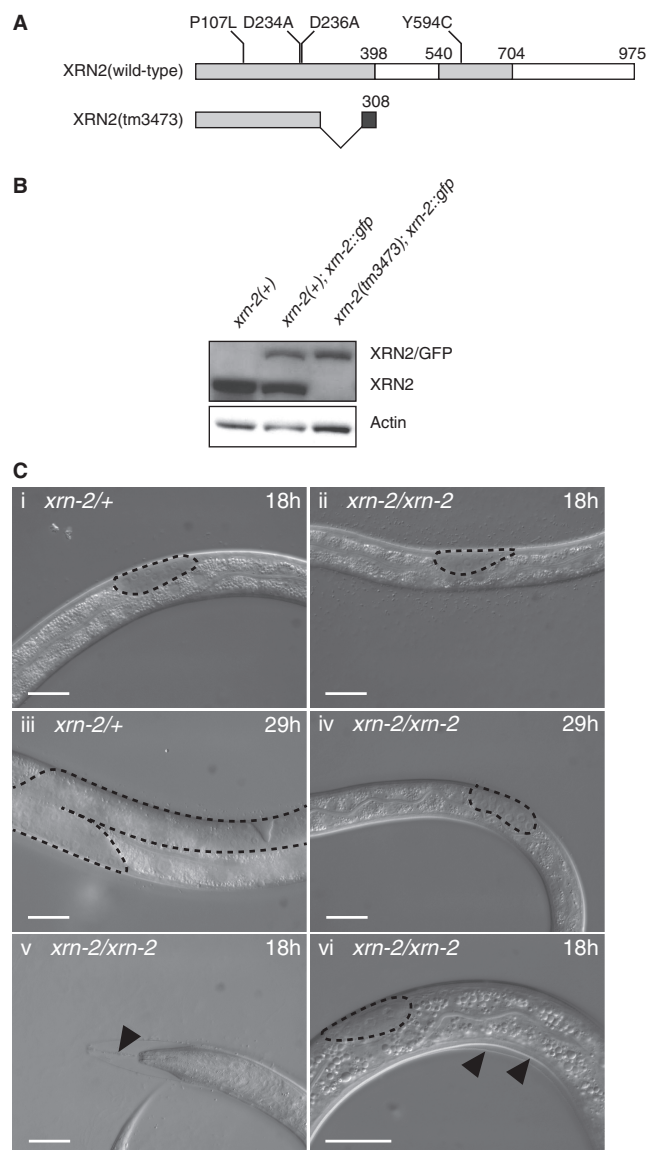 A
P107L D234A D236A Y594C
398 540 704 975
XRN2(wild-type)
308
XRN2(tm3473)
B
xrn-2(+)
xrn-2(+); xrn-2::gfp
xrn-2(tm3473); xrn-2::gfp
XRN2/GFP
XRN2
Actin
C
i xrn-2/+ 18h
ii xrn-2/xrn-2 18h
iii xrn-2/+ 29h
iv xrn-2/xrn-2 29h
v xrn-2/xrn-2 18h
vi xrn-2/xrn-2 18h